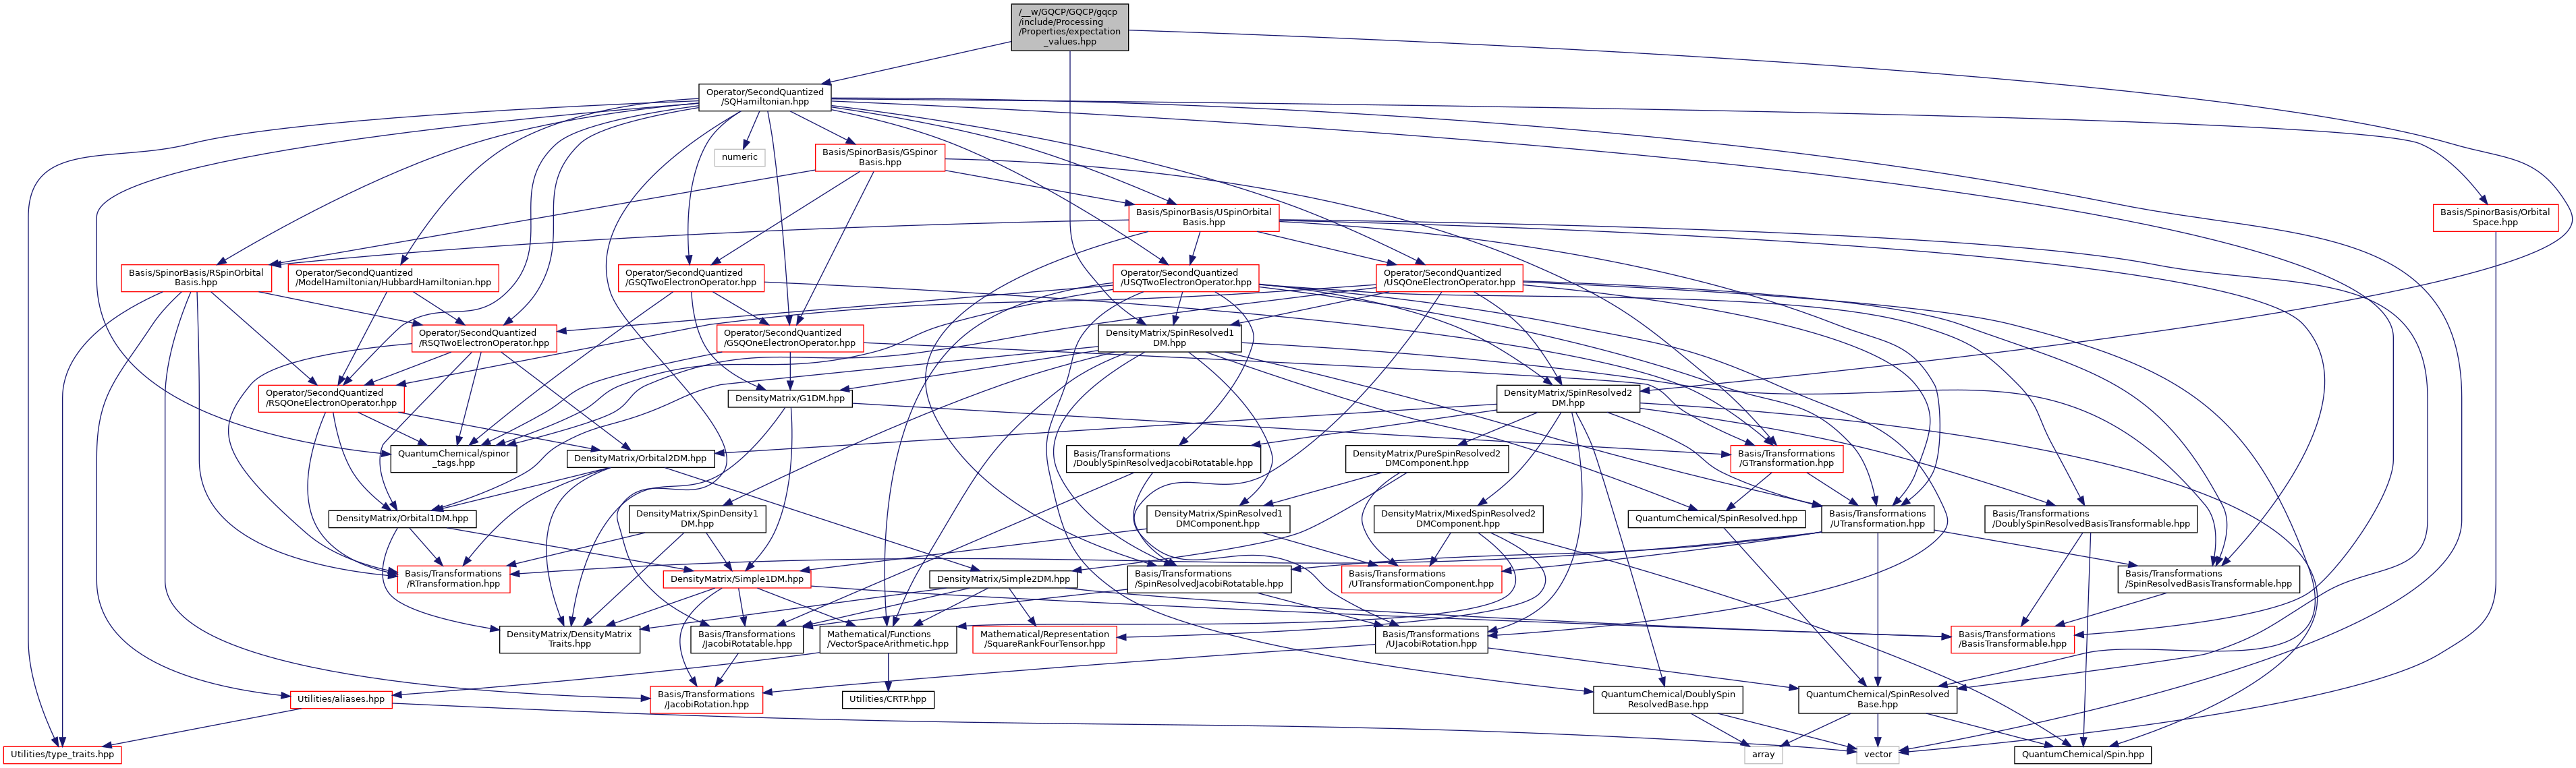 /__w/GQCP/GQCP/gqcp
/include/Processing
/Properties/expectation
_values.hpp
Operator/SecondQuantized
/SQHamiltonian.hpp
numeric
Basis/SpinorBasis/GSpinor
Basis.hpp
Basis/SpinorBasis/USpinOrbital
Basis.hpp
Basis/SpinorBasis/Orbital
Space.hpp
Basis/SpinorBasis/RSpinOrbital
Basis.hpp
Operator/SecondQuantized
/ModelHamiltonian/HubbardHamiltonian.hpp
Operator/SecondQuantized
/GSQTwoElectronOperator.hpp
Operator/SecondQuantized
/USQTwoElectronOperator.hpp
Operator/SecondQuantized
/USQOneElectronOperator.hpp
Operator/SecondQuantized
/RSQTwoElectronOperator.hpp
Operator/SecondQuantized
/GSQOneElectronOperator.hpp
DensityMatrix/SpinResolved1
DM.hpp
Operator/SecondQuantized
/RSQOneElectronOperator.hpp
DensityMatrix/G1DM.hpp
DensityMatrix/SpinResolved2
DM.hpp
QuantumChemical/spinor
_tags.hpp
DensityMatrix/Orbital2DM.hpp
Basis/Transformations
/DoublySpinResolvedJacobiRotatable.hpp
DensityMatrix/PureSpinResolved2
DMComponent.hpp
Basis/Transformations
/GTransformation.hpp
DensityMatrix/Orbital1DM.hpp
DensityMatrix/SpinDensity1
DM.hpp
DensityMatrix/SpinResolved1
DMComponent.hpp
DensityMatrix/MixedSpinResolved2
DMComponent.hpp
QuantumChemical/SpinResolved.hpp
Basis/Transformations
/UTransformation.hpp
Basis/Transformations
/DoublySpinResolvedBasisTransformable.hpp
Basis/Transformations
/RTransformation.hpp
DensityMatrix/Simple1DM.hpp
DensityMatrix/Simple2DM.hpp
Basis/Transformations
/SpinResolvedJacobiRotatable.hpp
Basis/Transformations
/UTransformationComponent.hpp
Basis/Transformations
/SpinResolvedBasisTransformable.hpp
DensityMatrix/DensityMatrix
Traits.hpp
Basis/Transformations
/JacobiRotatable.hpp
Mathematical/Functions
/VectorSpaceArithmetic.hpp
Mathematical/Representation
/SquareRankFourTensor.hpp
Basis/Transformations
/UJacobiRotation.hpp
Basis/Transformations
/BasisTransformable.hpp
Utilities/aliases.hpp
Basis/Transformations
/JacobiRotation.hpp
Utilities/CRTP.hpp
QuantumChemical/DoublySpin
ResolvedBase.hpp
QuantumChemical/SpinResolved
Base.hpp
Utilities/type_traits.hpp
array
vector
QuantumChemical/Spin.hpp